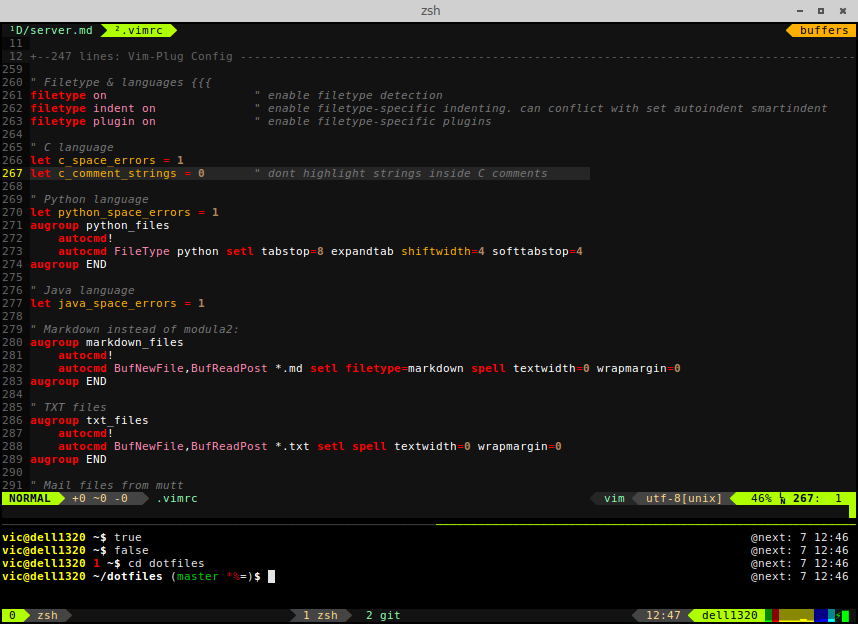 zsh
¹D/server.md ².vimrc buffers
11
12 +--247 lines: Vim-Plug Config ----------------------------------------------------------------------------------------
259
260 " Filetype & languages {{{
261 filetype on " enable filetype detection
262 filetype indent on " enable filetype-specific indenting. can conflict with set autoindent smartindent
263 filetype plugin on " enable filetype-specific plugins
264
265 " C language
266 let c_space_errors = 1
267 let c_comment_strings = 0 " dont highlight strings inside C comments
268
269 " Python language
270 let python_space_errors = 1
271 augroup python_files
272     autocmd!
273     autocmd FileType python setl tabstop=8 expandtab shiftwidth=4 softtabstop=4
274 augroup END
275
276 " Java language
277 let java_space_errors = 1
278
279 " Markdown instead of modula2:
280 augroup markdown_files
281     autocmd!
282     autocmd BufNewFile,BufReadPost *.md setl filetype=markdown spell textwidth=0 wrapmargin=0
283 augroup END
284
285 " TXT files
286 augroup txt_files
287     autocmd!
288     autocmd BufNewFile,BufReadPost *.txt setl spell textwidth=0 wrapmargin=0
289 augroup END
290
291 " Mail files from mutt
NORMAL +0 ~0 -0 .vimrc vim utf-8[unix] 46% 267: 1
vic@dell1320 ~$ true @next: 7 12:46
vic@dell1320 ~$ false @next: 7 12:46
vic@dell1320 1 ~$ cd dotfiles @next: 7 12:46
vic@dell1320 ~/dotfiles (master *%=)$ @next: 7 12:46
0 zsh 1 zsh 2 git 12:47 dell1320